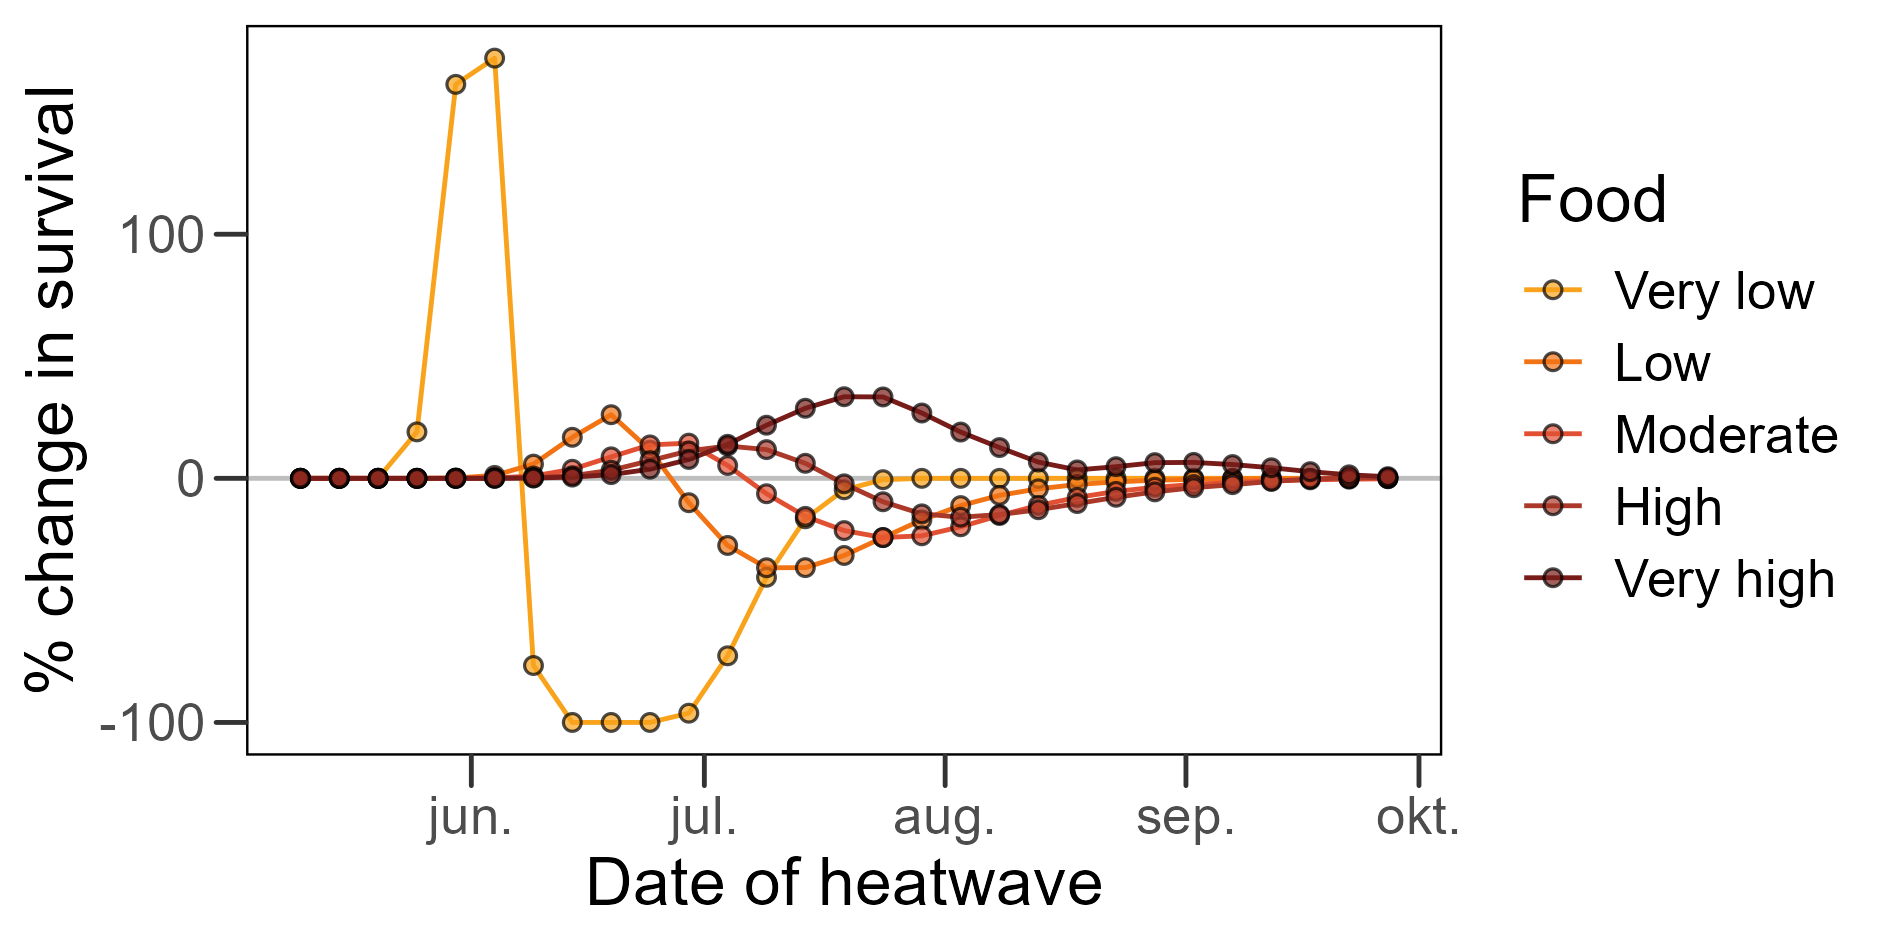 % change in survival
100
0
-100
jun.
jul.
aug.
sep.
okt.
Date of heatwave
Food
Very low
Low
Moderate
High
Very high